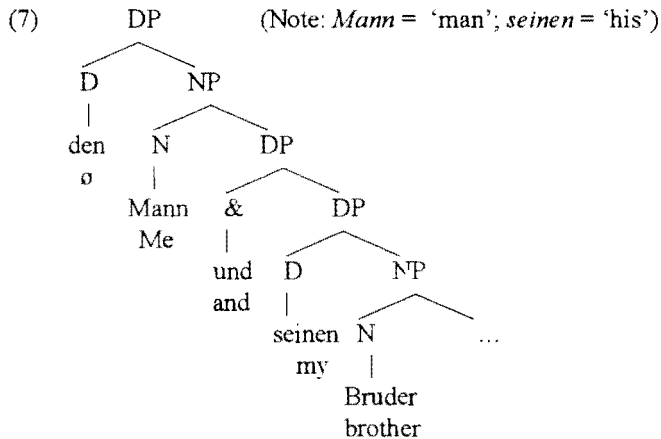 (7) DP (Note: Mann = ‘man’; seinen = ‘his’)
D NP
den N DP
ø
Mann & DP
Me
und D NP
and
seinen N ...
my
Bruder
brother